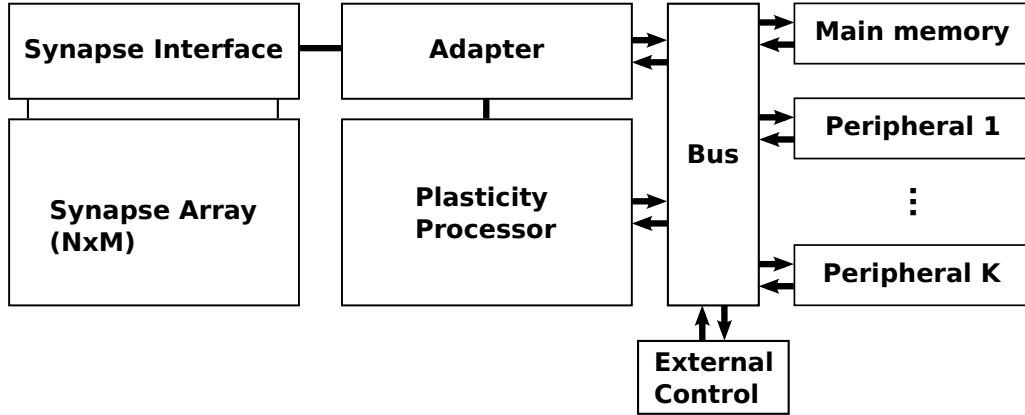 Synapse Interface
Adapter
Main memory
Peripheral 1
Bus
Synapse Array
(NxM)
Plasticity
Processor
⋮
Peripheral K
External
Control